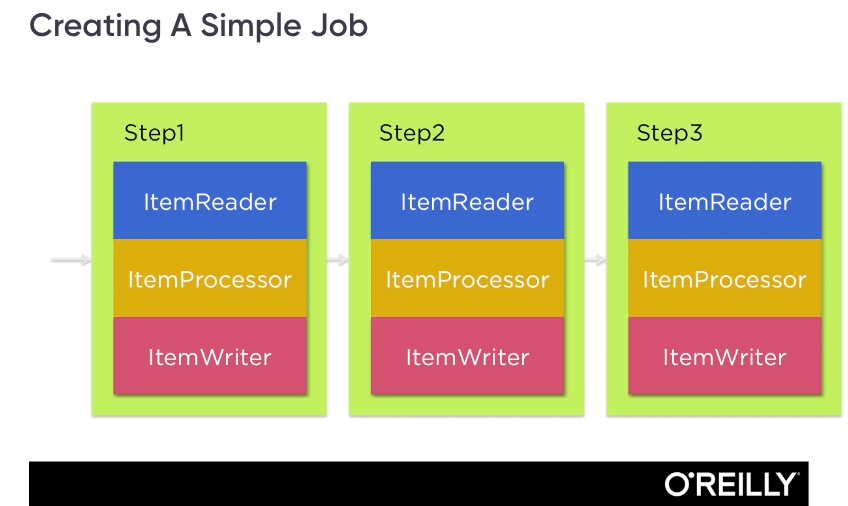 Creating A Simple Job
Step1
ItemReader
ItemProcessor
ItemWriter
Step2
ItemReader
ItemProcessor
ItemWriter
Step3
ItemReader
ItemProcessor
ItemWriter
O'REILLY